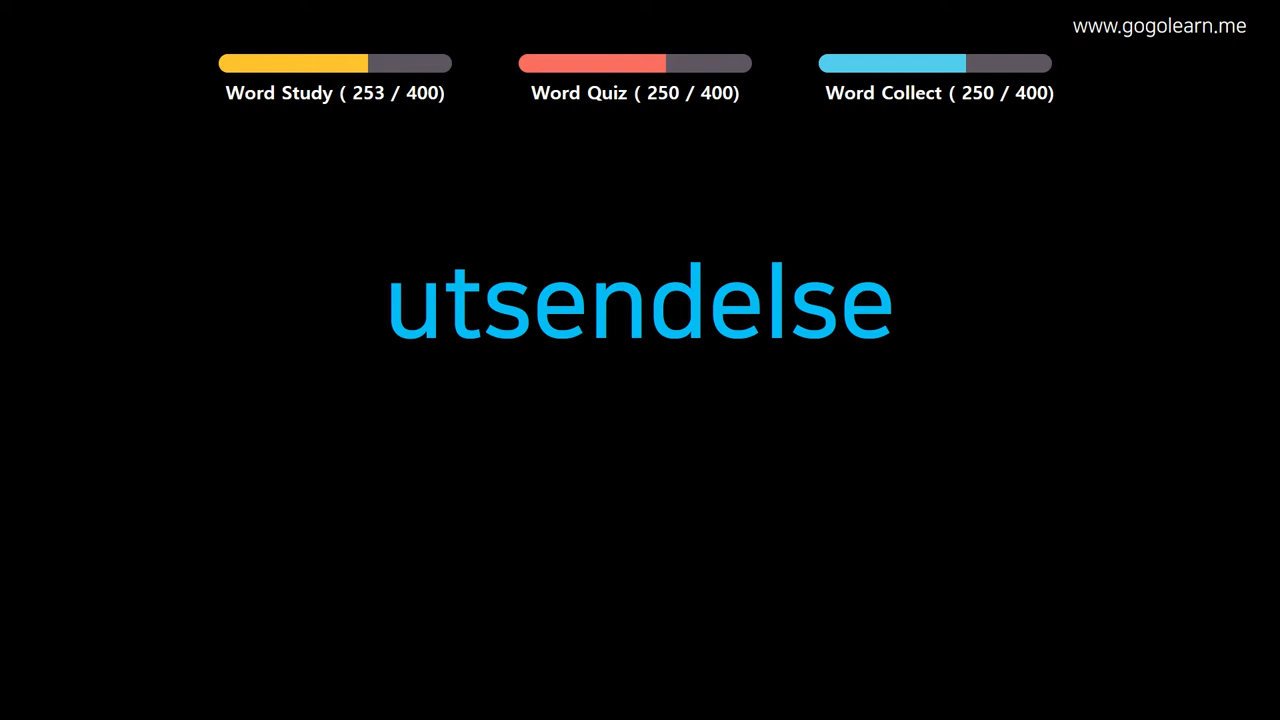 www.gogolearn.me
Word Study ( 253 / 400)
Word Quiz ( 250 / 400)
Word Collect ( 250 / 400)
utsendelse